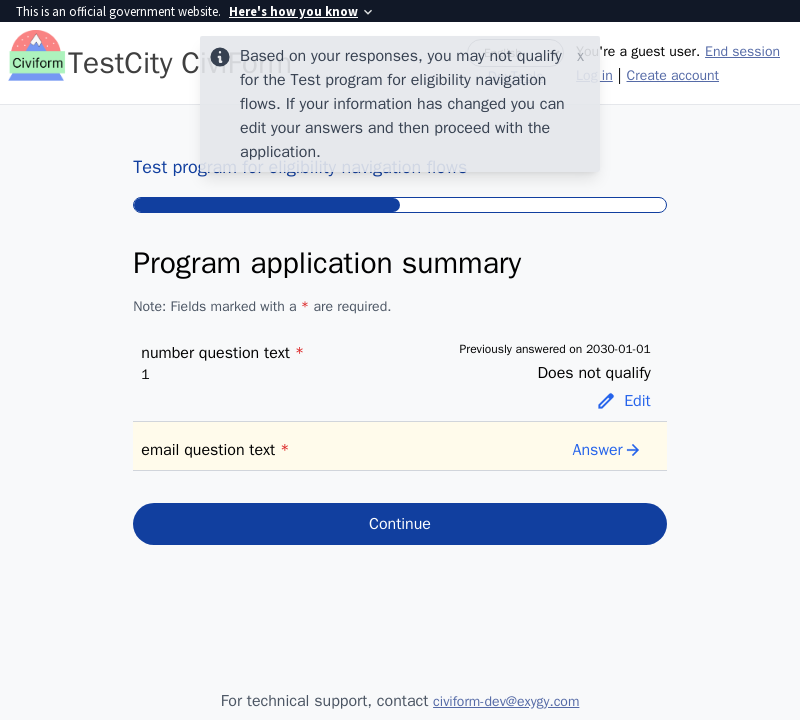 This is an official government website. Here's how you know
Civiform
TestCity CiviForm
Based on your responses, you may not qualify
for the Test program for eligibility navigation
flows. If your information has changed you can
edit your answers and then proceed with the
application.
x
You're a guest user. End session
Log in | Create account
Test program for eligibility navigation flows
Program application summary
Note: Fields marked with a * are required.
number question text *
1
Previously answered on 2030-01-01
Does not qualify
Edit
email question text *
Answer
Continue
For technical support, contact civiform-dev@exygy.com